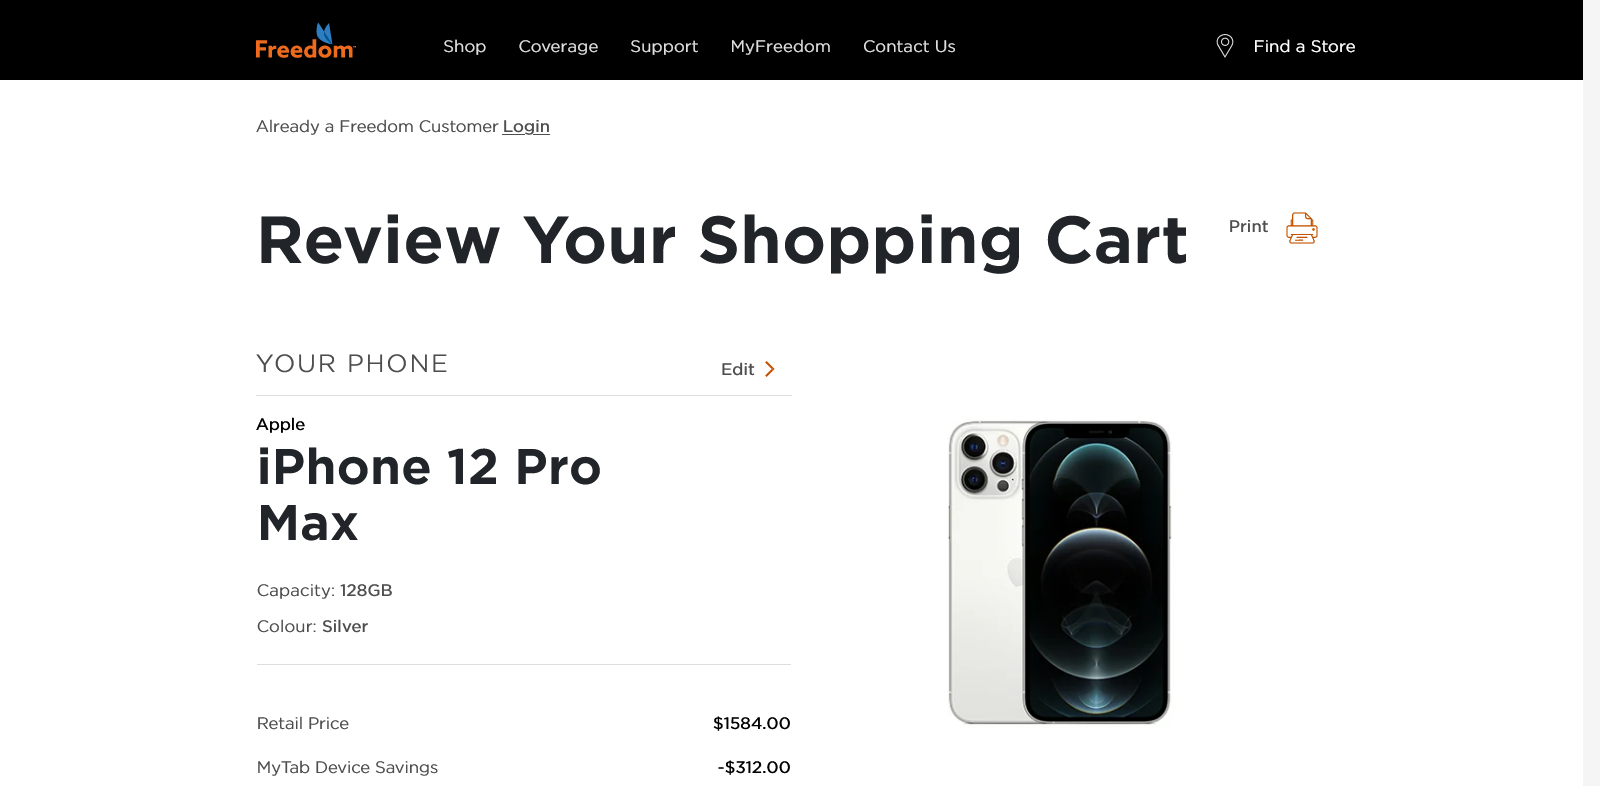 Freedom
Shop Coverage Support MyFreedom Contact Us Find a Store
Already a Freedom Customer Login
Review Your Shopping Cart
Print
YOUR PHONE
Edit
Apple
iPhone 12 Pro
Max
Capacity: 128GB
Colour: Silver
Retail Price $1584.00
MyTab Device Savings -$312.00